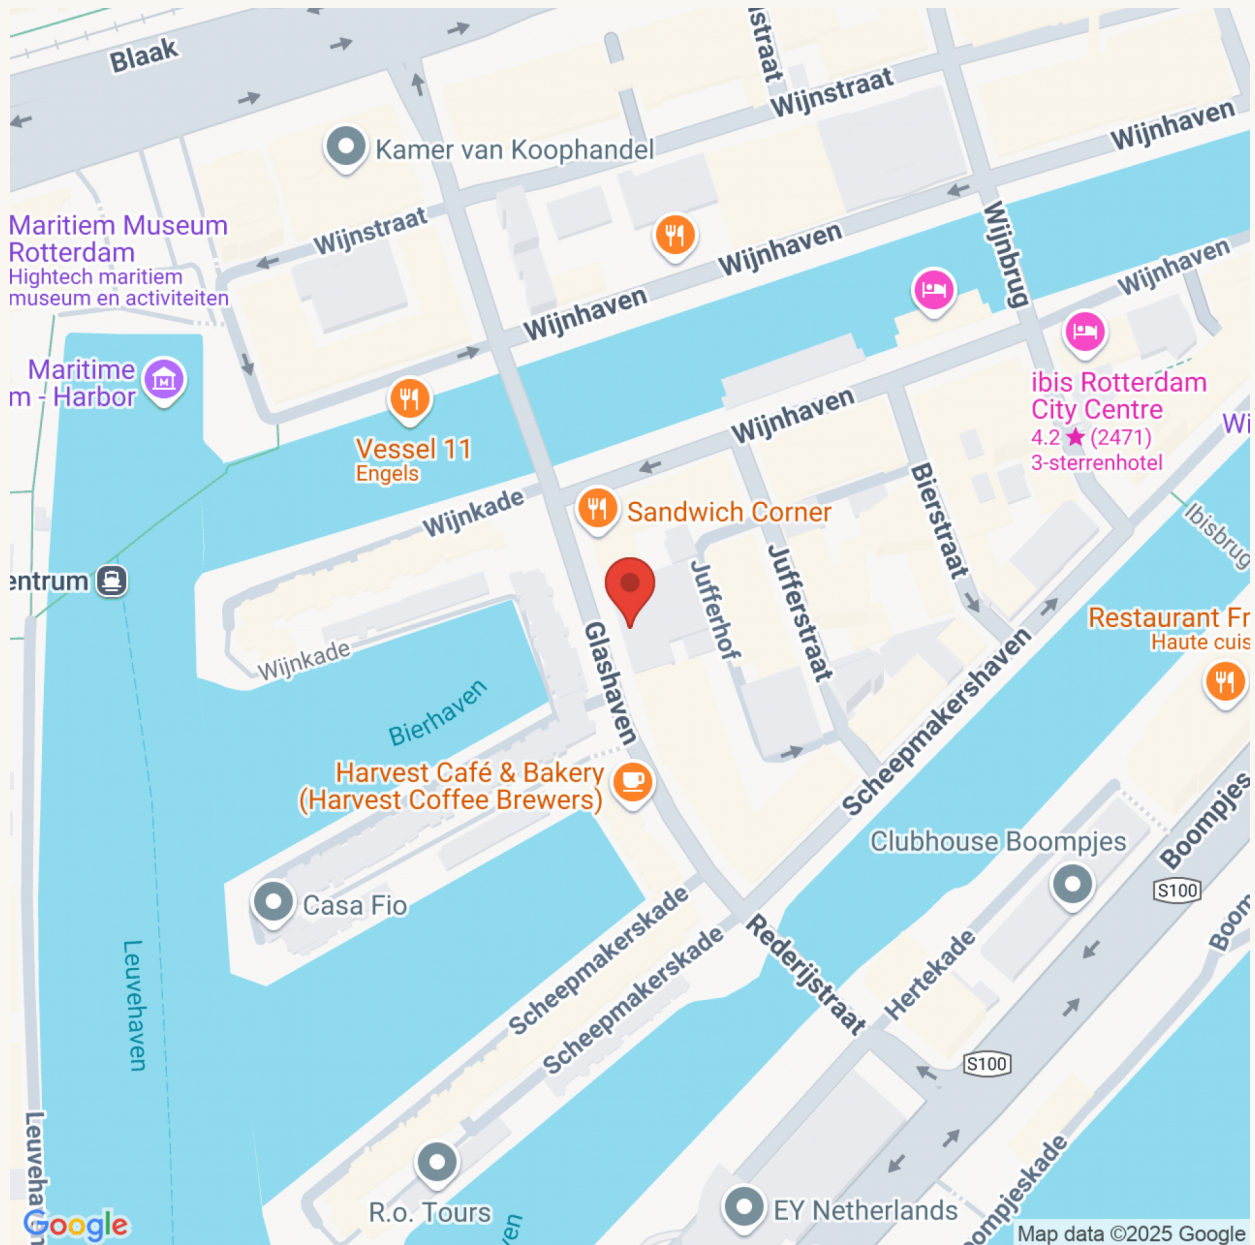 Blaak
straat
Wijnstraat
Wijnhaven
Kamer van Koophandel
Maritiem Museum
Rotterdam
Hightech maritiem
museum en activiteiten
Wijnstraat
Wijnhaven
Wijnbrug
Wijnhaven
Wijnhaven
Maritime
m - Harbor
ibis Rotterdam
City Centre
4.2 ★ (2471)
3-sterrenhotel
Wi
Vessel 11
Engels
Wijnhaven
Wijnkade
Sandwich Corner
Bierstraat
Ibisbrug
entrum
Jufferhof
Jufferstraat
Restaurant Fr
Haute cuis
Wijnkade
Glashaven
Bierhaven
Scheepmakershaven
Harvest Café & Bakery
(Harvest Coffee Brewers)
Boompjes
Clubhouse Boompjes
S100
Casa Fio
Boom
Leuvehaven
Scheepmakerskade
Scheepmakerskade
Rederijstraat
Hertekade
S100
Leuveha
ompjeskade
R.o. Tours
EY Netherlands
ven
Google
Map data ©2025 Google